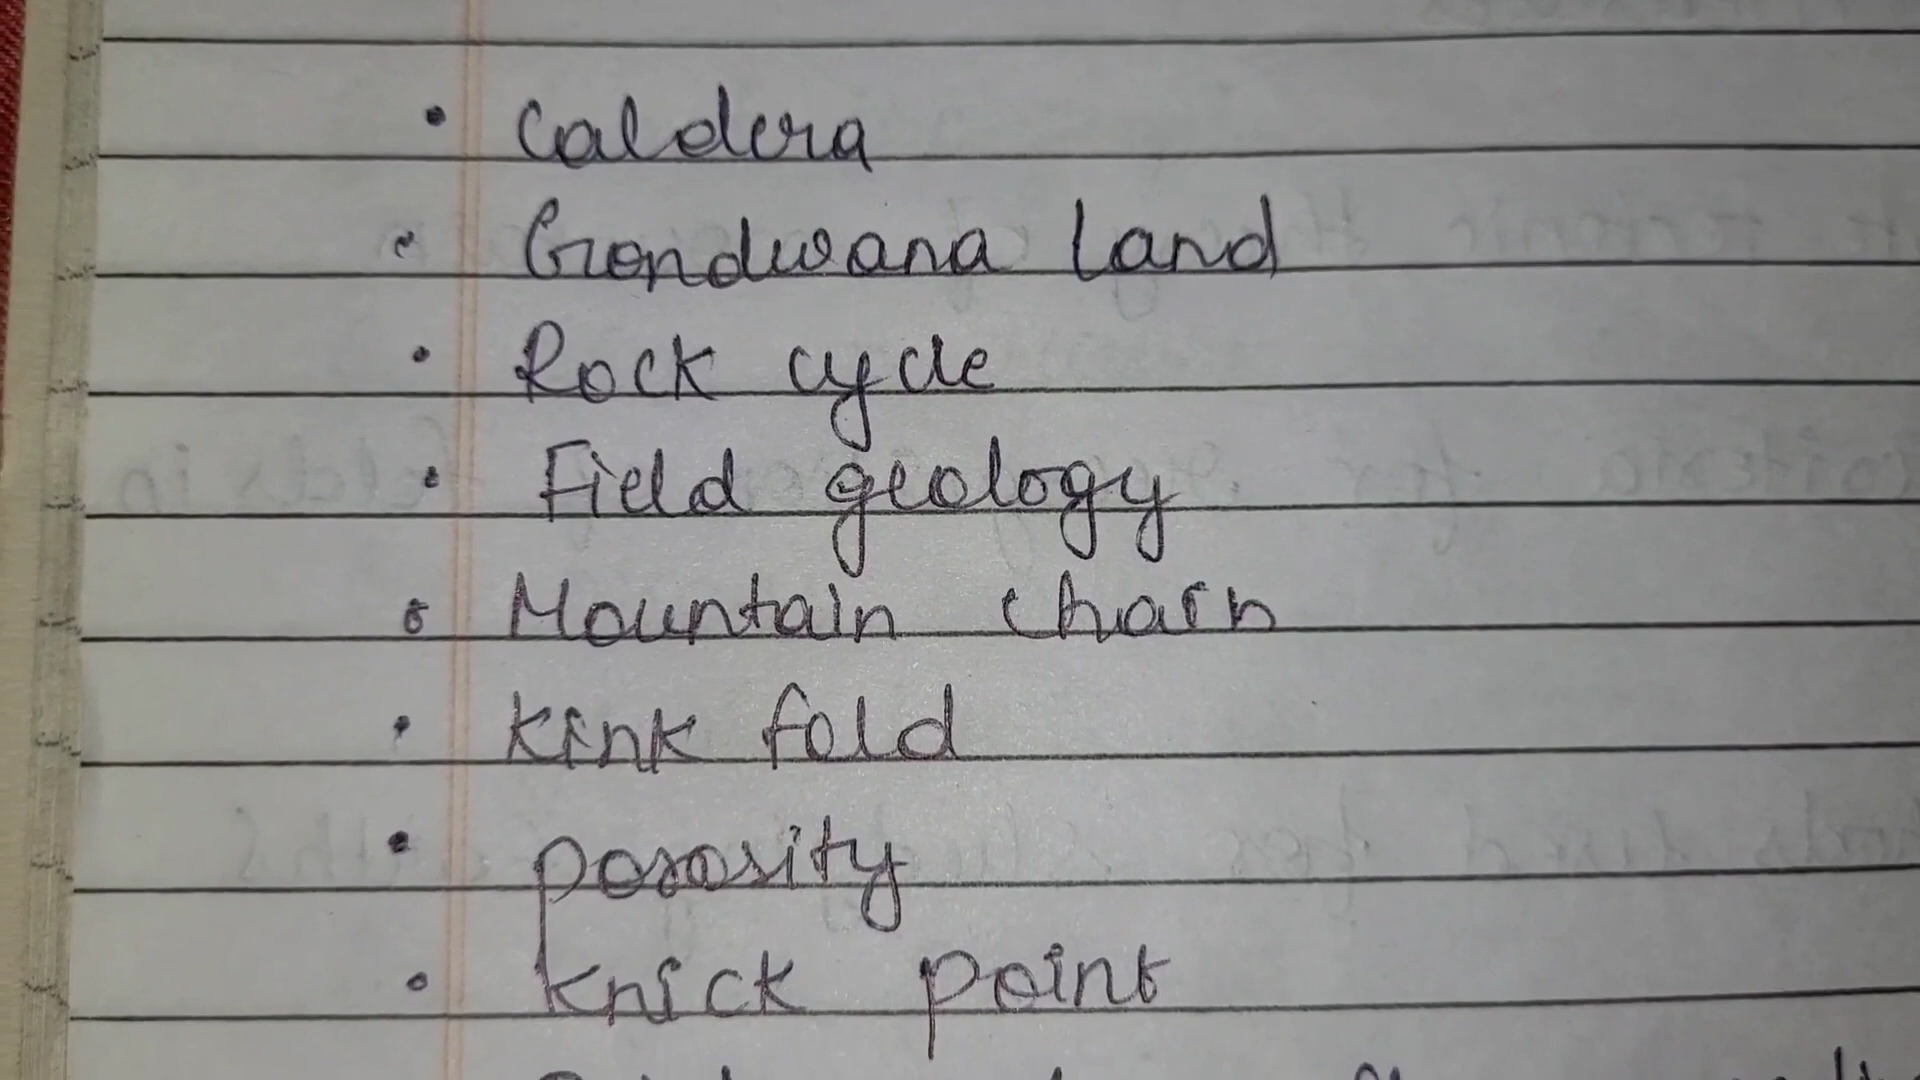 • Caldera
• Gondwana land
• Rock cycle
• Field geology
• Mountain chain
• Kink fold
• porosity
• knick point